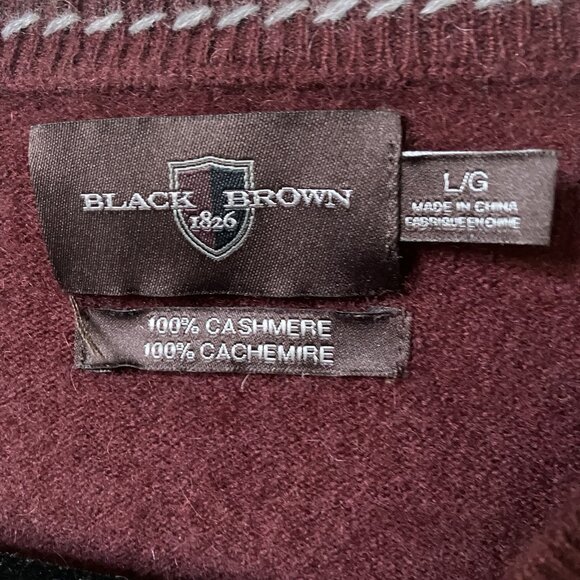 BLACK BROWN
1826
L/G
MADE IN CHINA
FABRIQUE EN CHINE
100% CASHMERE
100% CACHEMIRE